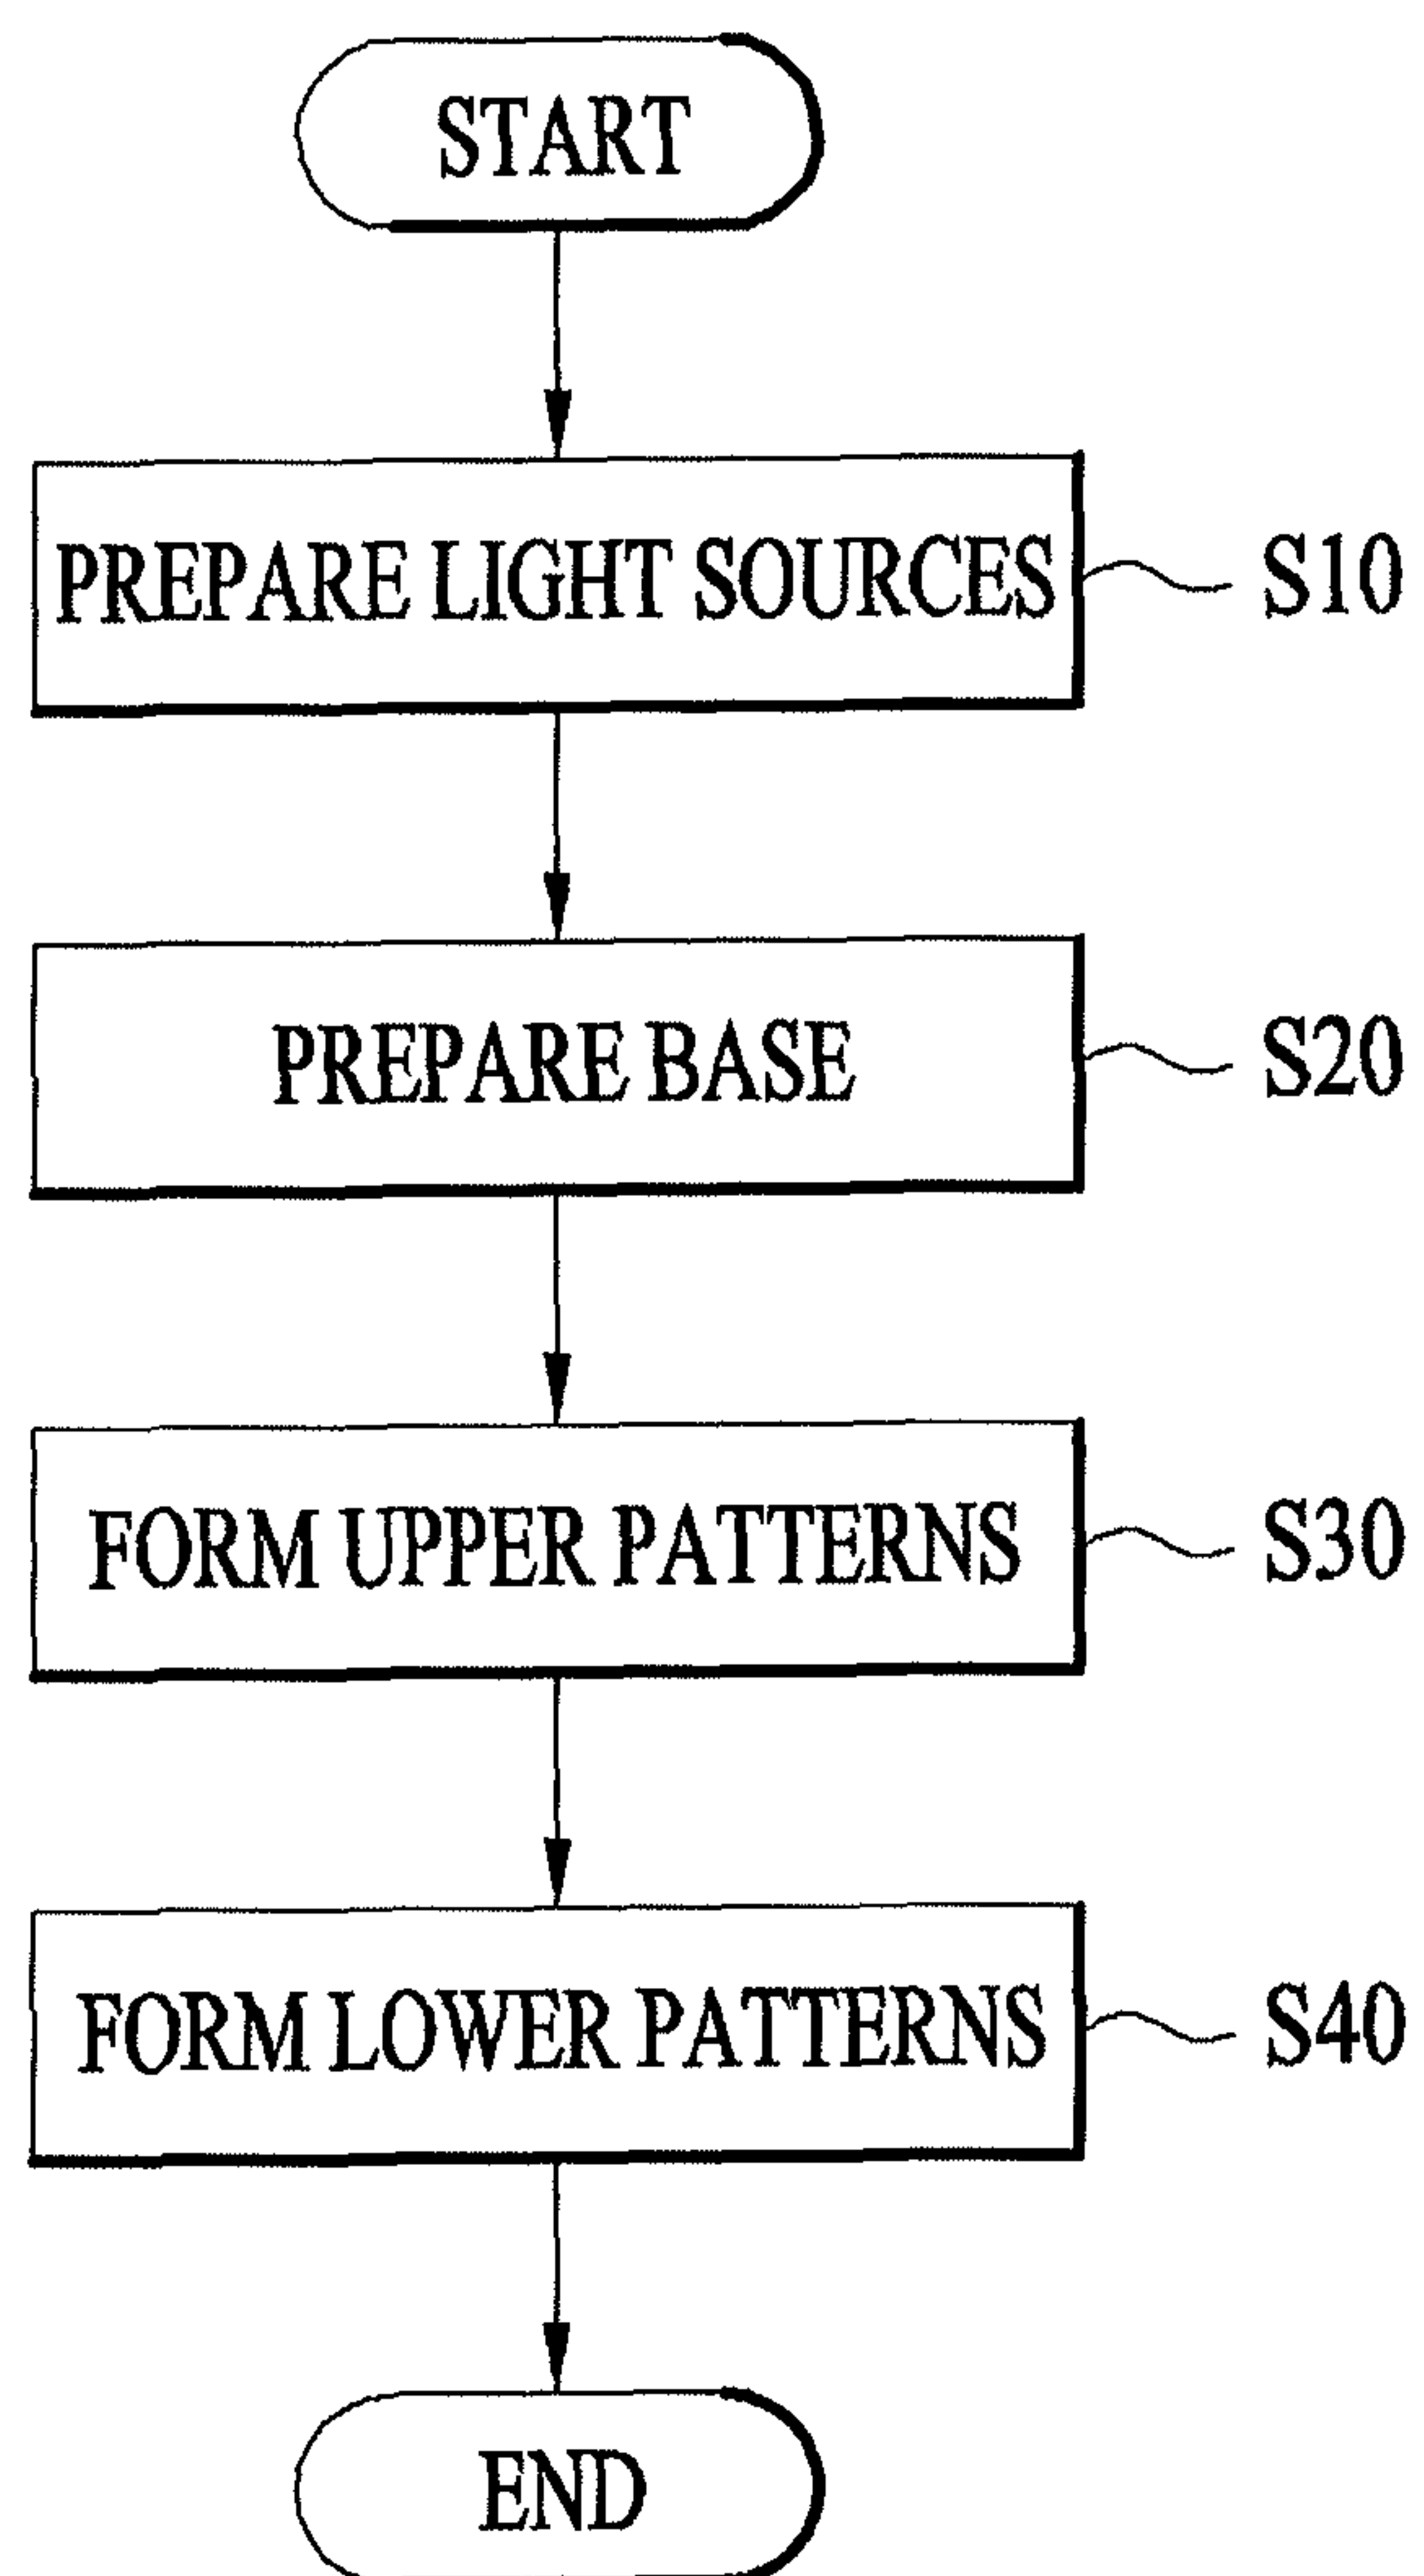 START
PREPARE LIGHT SOURCES
S10
PREPARE BASE
S20
FORM UPPER PATTERNS
S30
FORM LOWER PATTERNS
S40
END